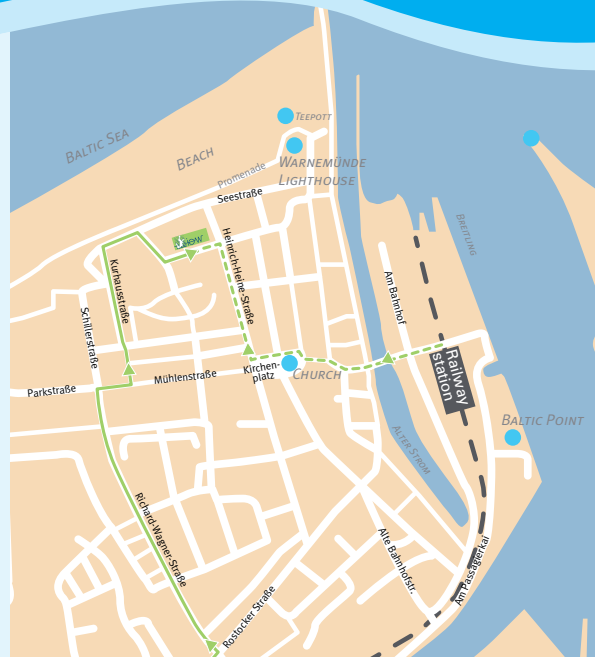 Teepott
Baltic Sea
Beach
Warnemünde
Lighthouse
Promenade
Seestraße
Breitling
Heinrich-Heine-Straße
Kurhausstraße
Am Bahnhof
Schillerstraße
Railway
station
Kirchen-
platz
Church
Mühlenstraße
Parkstraße
Baltic Point
Alter Strom
Richard-Wagner-Straße
Alte Bahnhofstr.
Am Passagierkai
Rostocker Straße